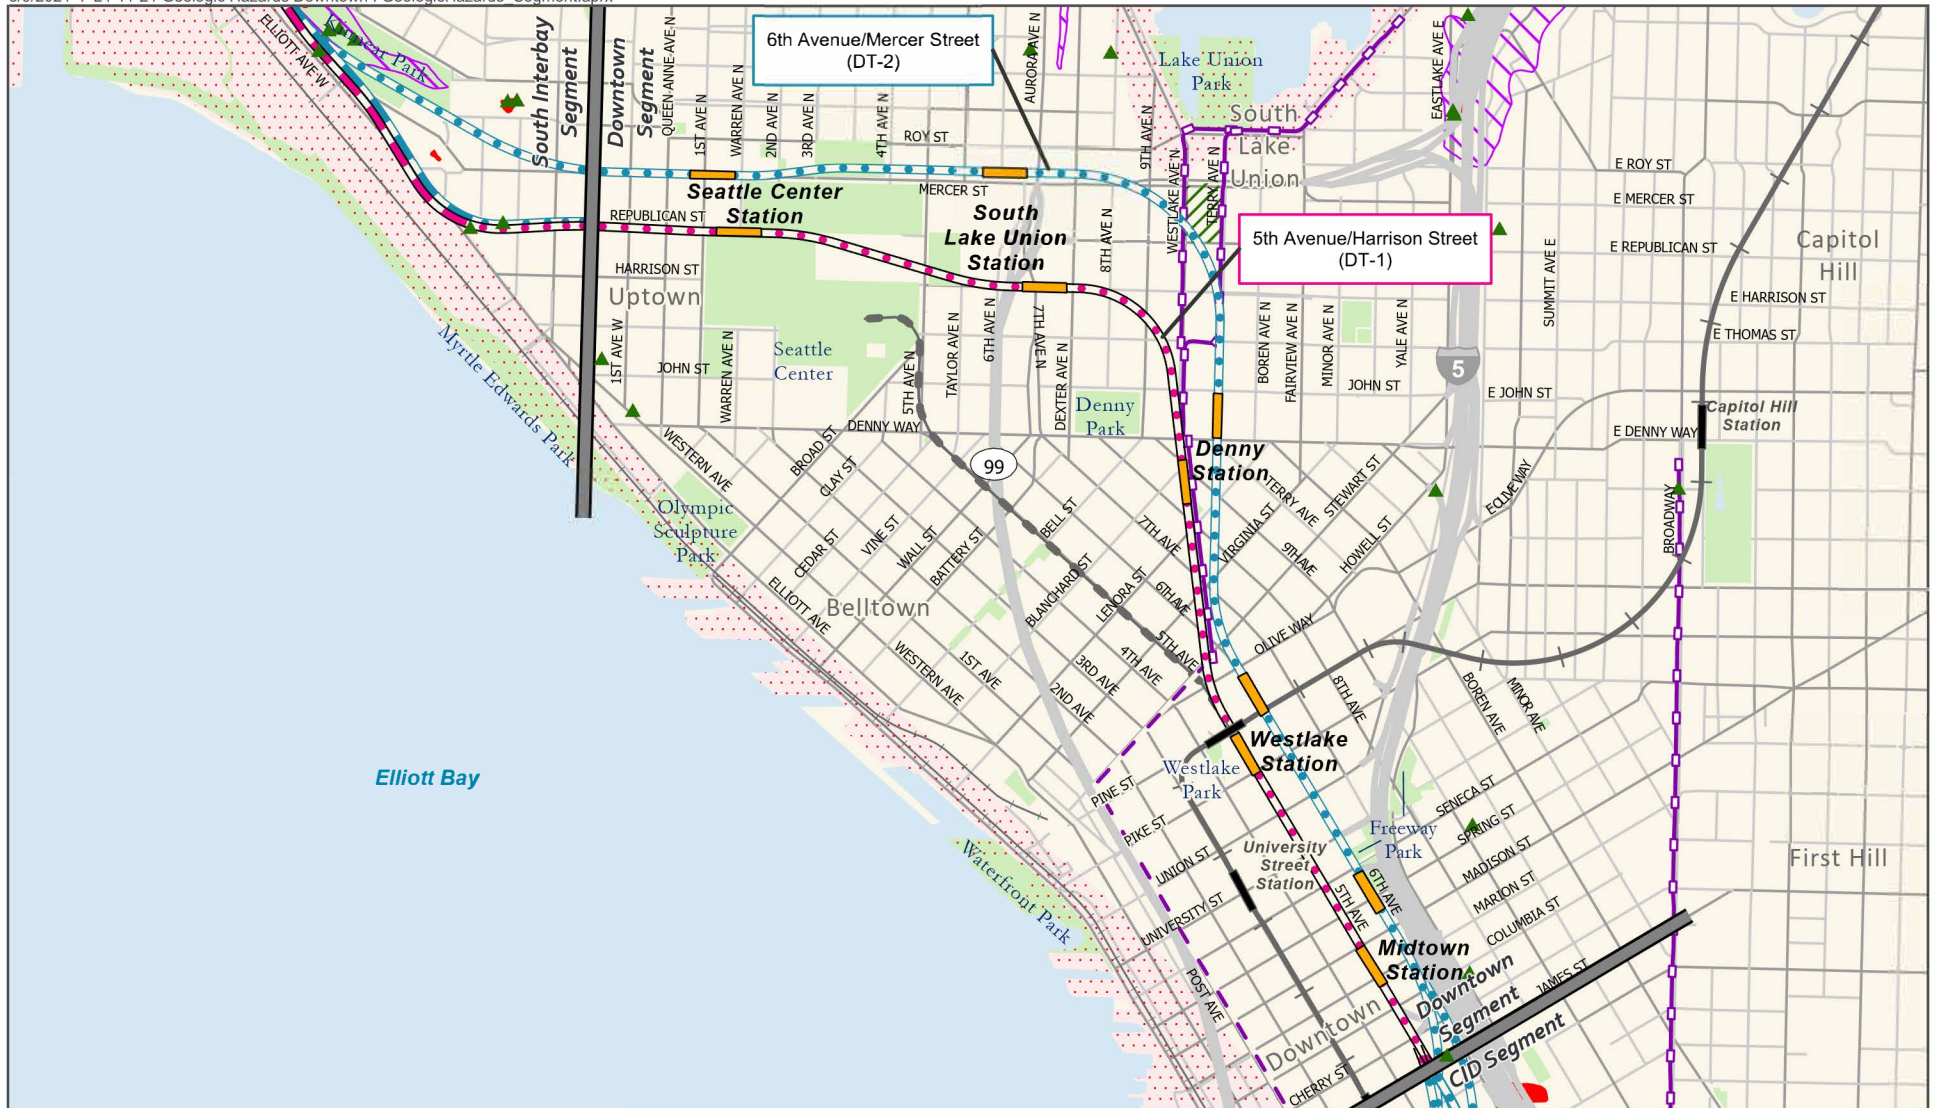 ELLIOTT AVE W
Kinnear Park
South Interbay
Segment
Downtown
Segment
QUEEN ANNE AVE N
1ST AVE N
WARREN AVE N
2ND AVE N
3RD AVE N
4TH AVE N
6th Avenue/Mercer Street
(DT-2)
AURORA AVE N
ROY ST
MERCER ST
9TH AVE N
Lake Union
Park
South
Lake
Union
EASTLAKE AVE E
WESTLAKE AVE N
TERRY AVE N
E ROY ST
E MERCER ST
E REPUBLICAN ST
E HARRISON ST
E THOMAS ST
SUMMIT AVE E
Capitol
Hill
Seattle Center
Station
REPUBLICAN ST
South
Lake Union
Station
8TH AVE N
5th Avenue/Harrison Street
(DT-1)
HARRISON ST
Uptown
1ST AVE W
JOHN ST
WARREN AVE N
Seattle
Center
5TH AVE N
TAYLOR AVE N
6TH AVE N
7TH AVE N
DEXTER AVE N
Denny
Park
BOREN AVE N
FAIRVIEW AVE N
MINOR AVE N
YALE AVE N
JOHN ST
5
E JOHN ST
E DENNY WAY
Capitol Hill
Station
Myrtle Edwards Park
DENNY WAY
WESTERN AVE
BROAD ST
CLAY ST
99
Denny
Station
TERRY AVE
STEWART ST
E OLIVE WAY
BROADWAY
Olympic
Sculpture
Park
CEDAR ST
VINE ST
WALL ST
BATTERY ST
BELL ST
BLANCHARD ST
LENORA ST
7TH AVE
6TH AVE
VIRGINIA ST
9TH AVE
HOWELL ST
ELLIOTT AVE
Belltown
WESTERN AVE
1ST AVE
2ND AVE
3RD AVE
4TH AVE
5TH AVE
OLIVE WAY
8TH AVE
BOREN AVE
MINOR AVE
Elliott Bay
Westlake
Station
Westlake
Park
PINE ST
PIKE ST
UNION ST
UNIVERSITY ST
University
Street
Station
Freeway
Park
SENECA ST
SPRING ST
MADISON ST
MARION ST
COLUMBIA ST
First Hill
Waterfront Park
5TH AVE
6TH AVE
Midtown
Station
POST AVE
Downtown
Downtown
Segment
JAMES ST
CID Segment
CHERRY ST